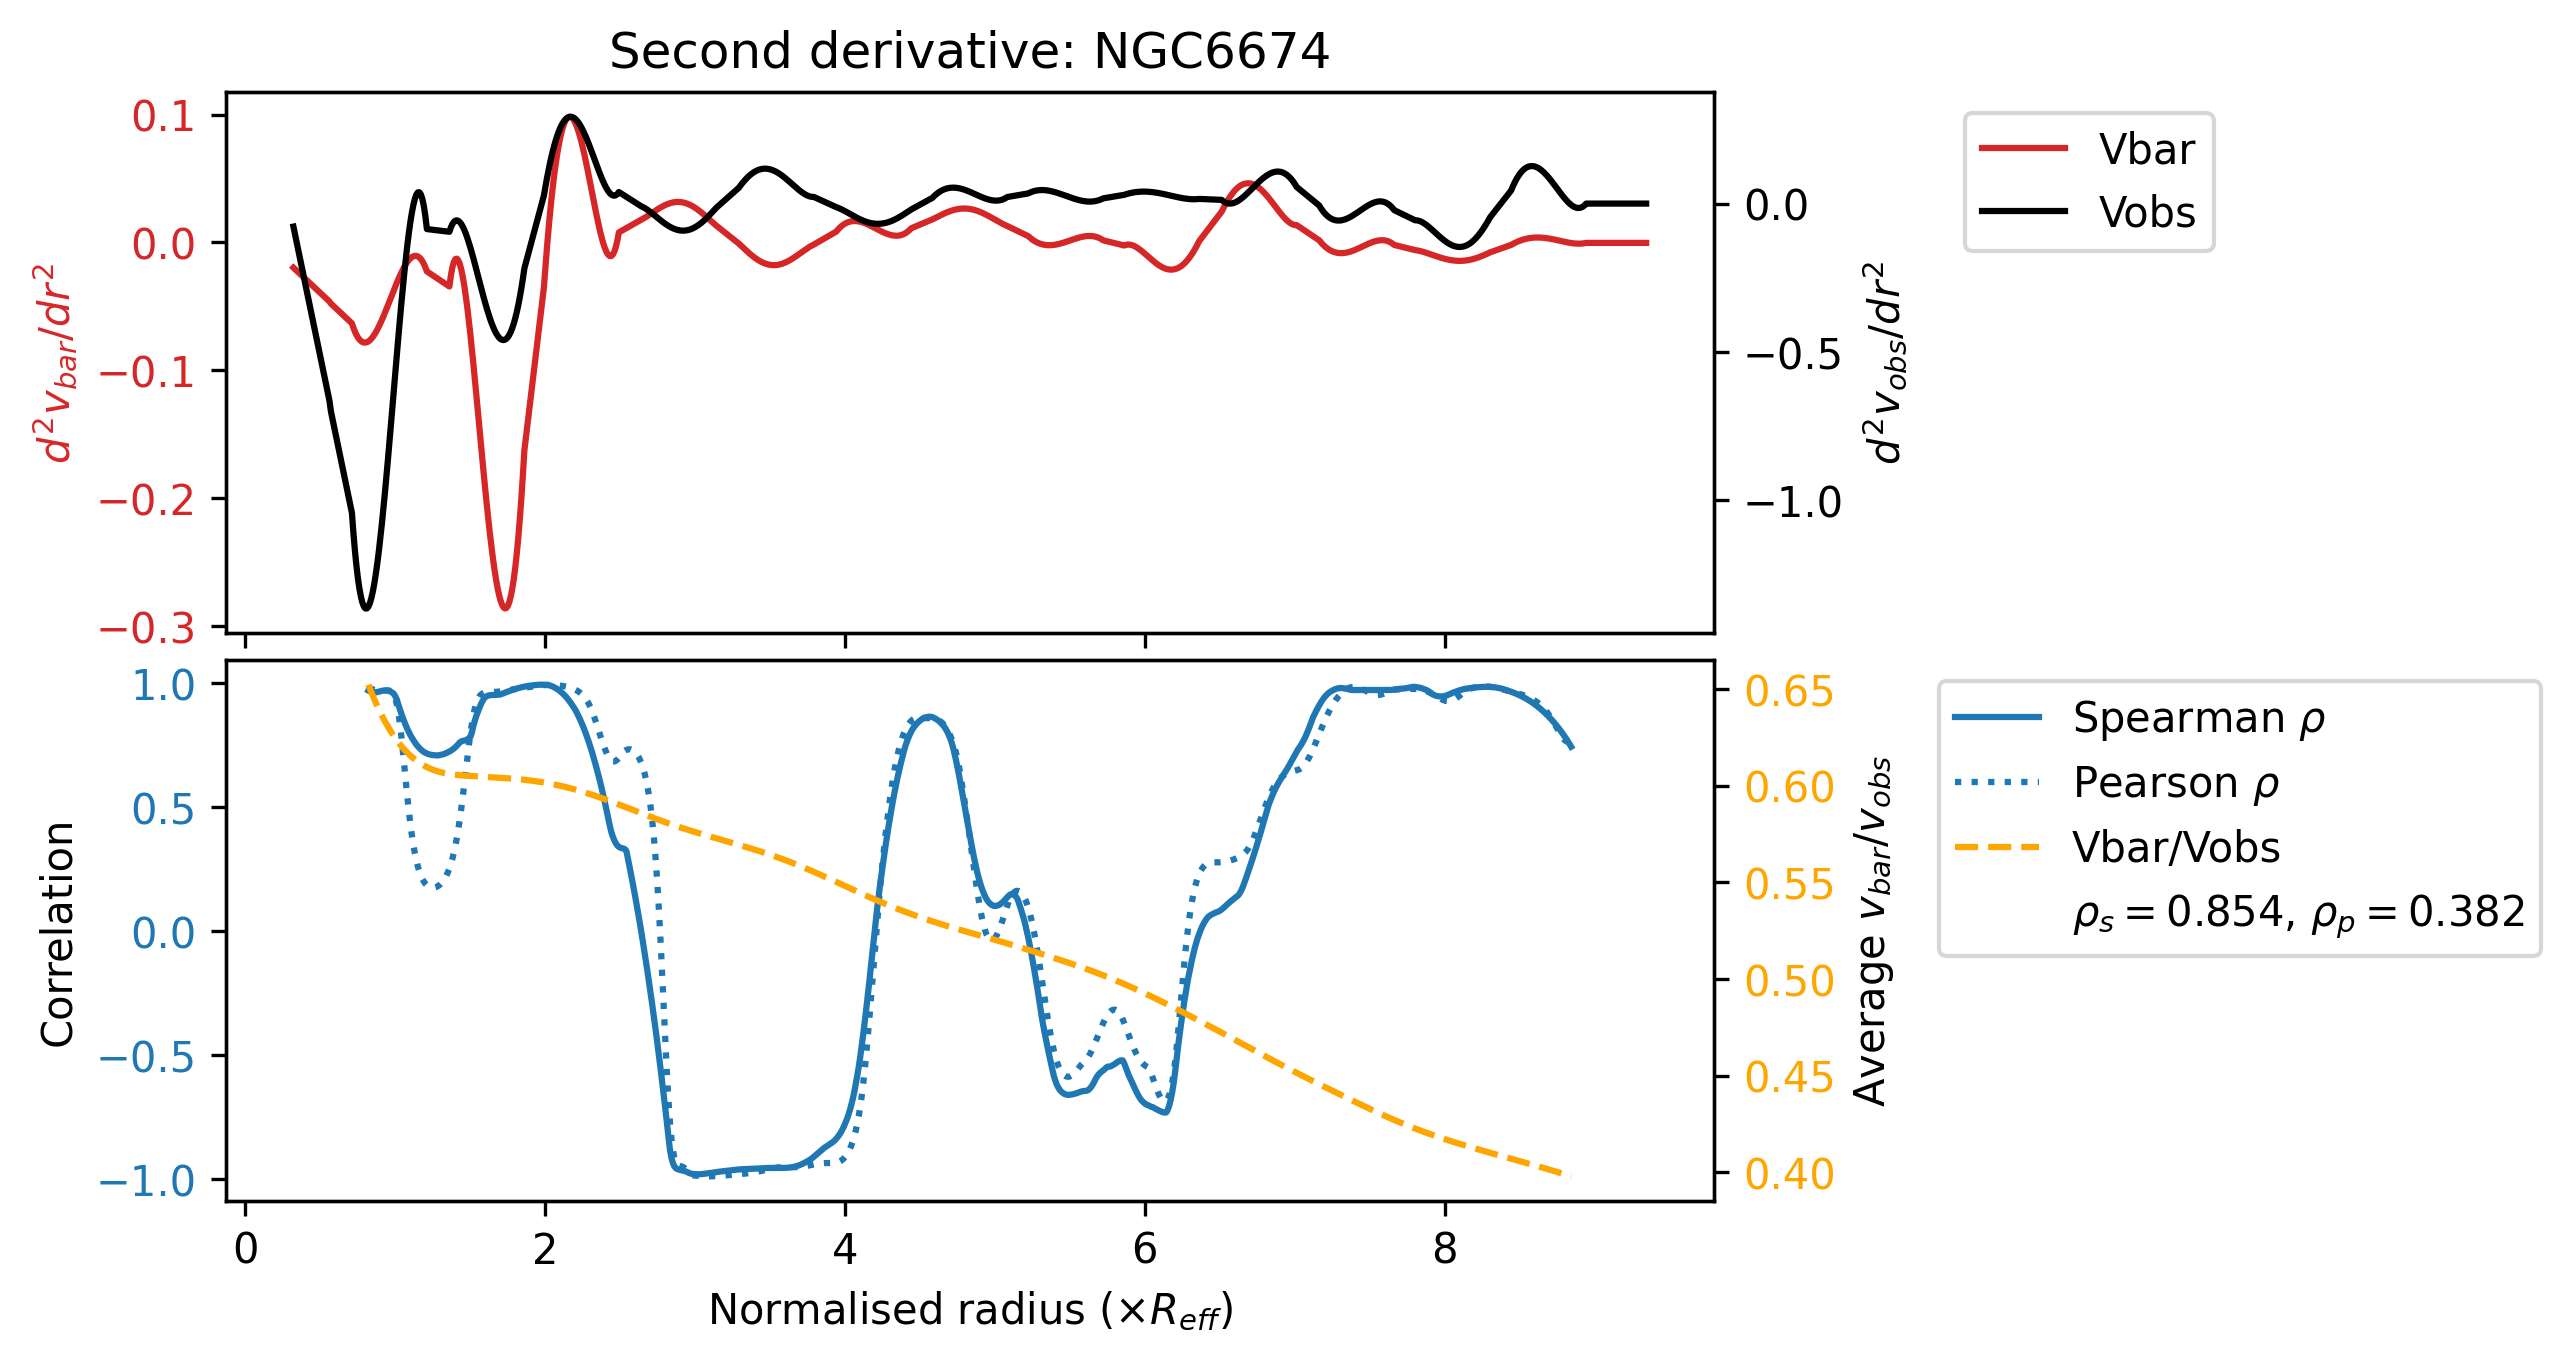 Second derivative: NGC6674
0.1
0.0
−0.1
−0.2
−0.3
d²v_bar/dr²
0.0
−0.5
−1.0
d²v_obs/dr²
Vbar
Vobs
1.0
0.5
0.0
−0.5
−1.0
Correlation
0.65
0.60
0.55
0.50
0.45
0.40
Average v_bar/v_obs
Spearman ρ
Pearson ρ
Vbar/Vobs
ρ_s = 0.854, ρ_p = 0.382
0 2 4 6 8
Normalised radius (×R_eff)